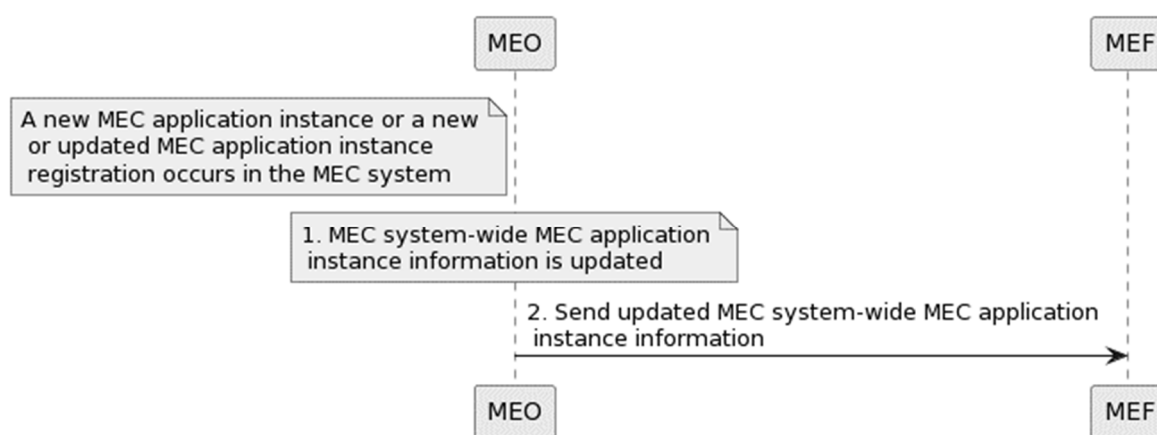 MEO
MEF
A new MEC application instance or a new
or updated MEC application instance
registration occurs in the MEC system
1. MEC system-wide MEC application
instance information is updated
2. Send updated MEC system-wide MEC application
instance information
MEO
MEF